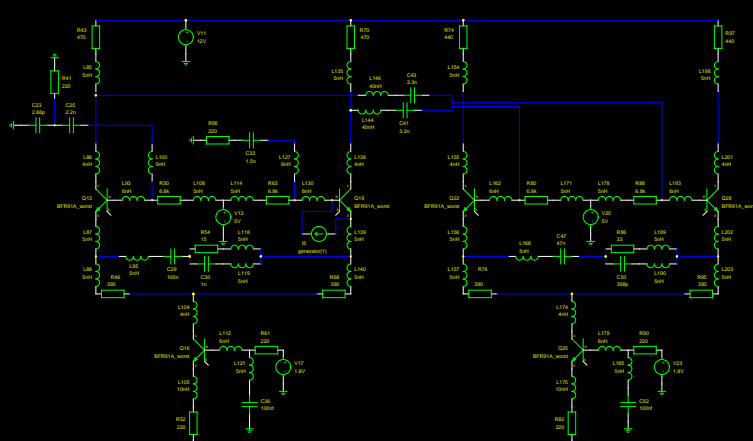 R43
470
V11
12V
R70
470
R74
440
R97
440
L85
5nH
L135
5nH
L154
5nH
L198
5nH
R41
220
L146
40nH
C43
3.3n
L144
40nH
C41
3.3n
C23
2.66p
C25
2.2n
R56
220
C33
1.5n
L86
4nH
L100
9nH
L127
9nH
L138
4nH
L155
4nH
L201
4nH
Q13
BFR91A_worst
L93
6nH
R50
6.8k
L108
5nH
L114
5nH
R63
6.8k
L130
6nH
Q19
BFR91A_worst
Q22
BFR91A_worst
L162
6nH
R80
6.8k
L171
5nH
L178
5nH
R88
6.8k
L193
6nH
Q28
BFR91A_worst
V13
5V
V20
5V
L87
5nH
R54
15
L118
5nH
I5
generator(1)
L139
5nH
L156
5nH
C47
47n
R86
33
L189
5nH
L202
5nH
L88
5nH
L95
5nH
C29
100n
C30
1n
L119
5nH
L140
5nH
L157
5nH
L168
5nH
C50
398p
L190
5nH
L203
5nH
R46
390
R68
390
R76
390
R95
390
L104
4nH
L174
4nH
Q16
BFR91A_worst
L112
6nH
R61
220
L121
5nH
V17
1.8V
Q25
BFR91A_worst
L179
6nH
R90
220
L185
5nH
V23
1.8V
L105
10nH
C36
100nf
L175
10nH
C52
100nf
R52
220
R82
220